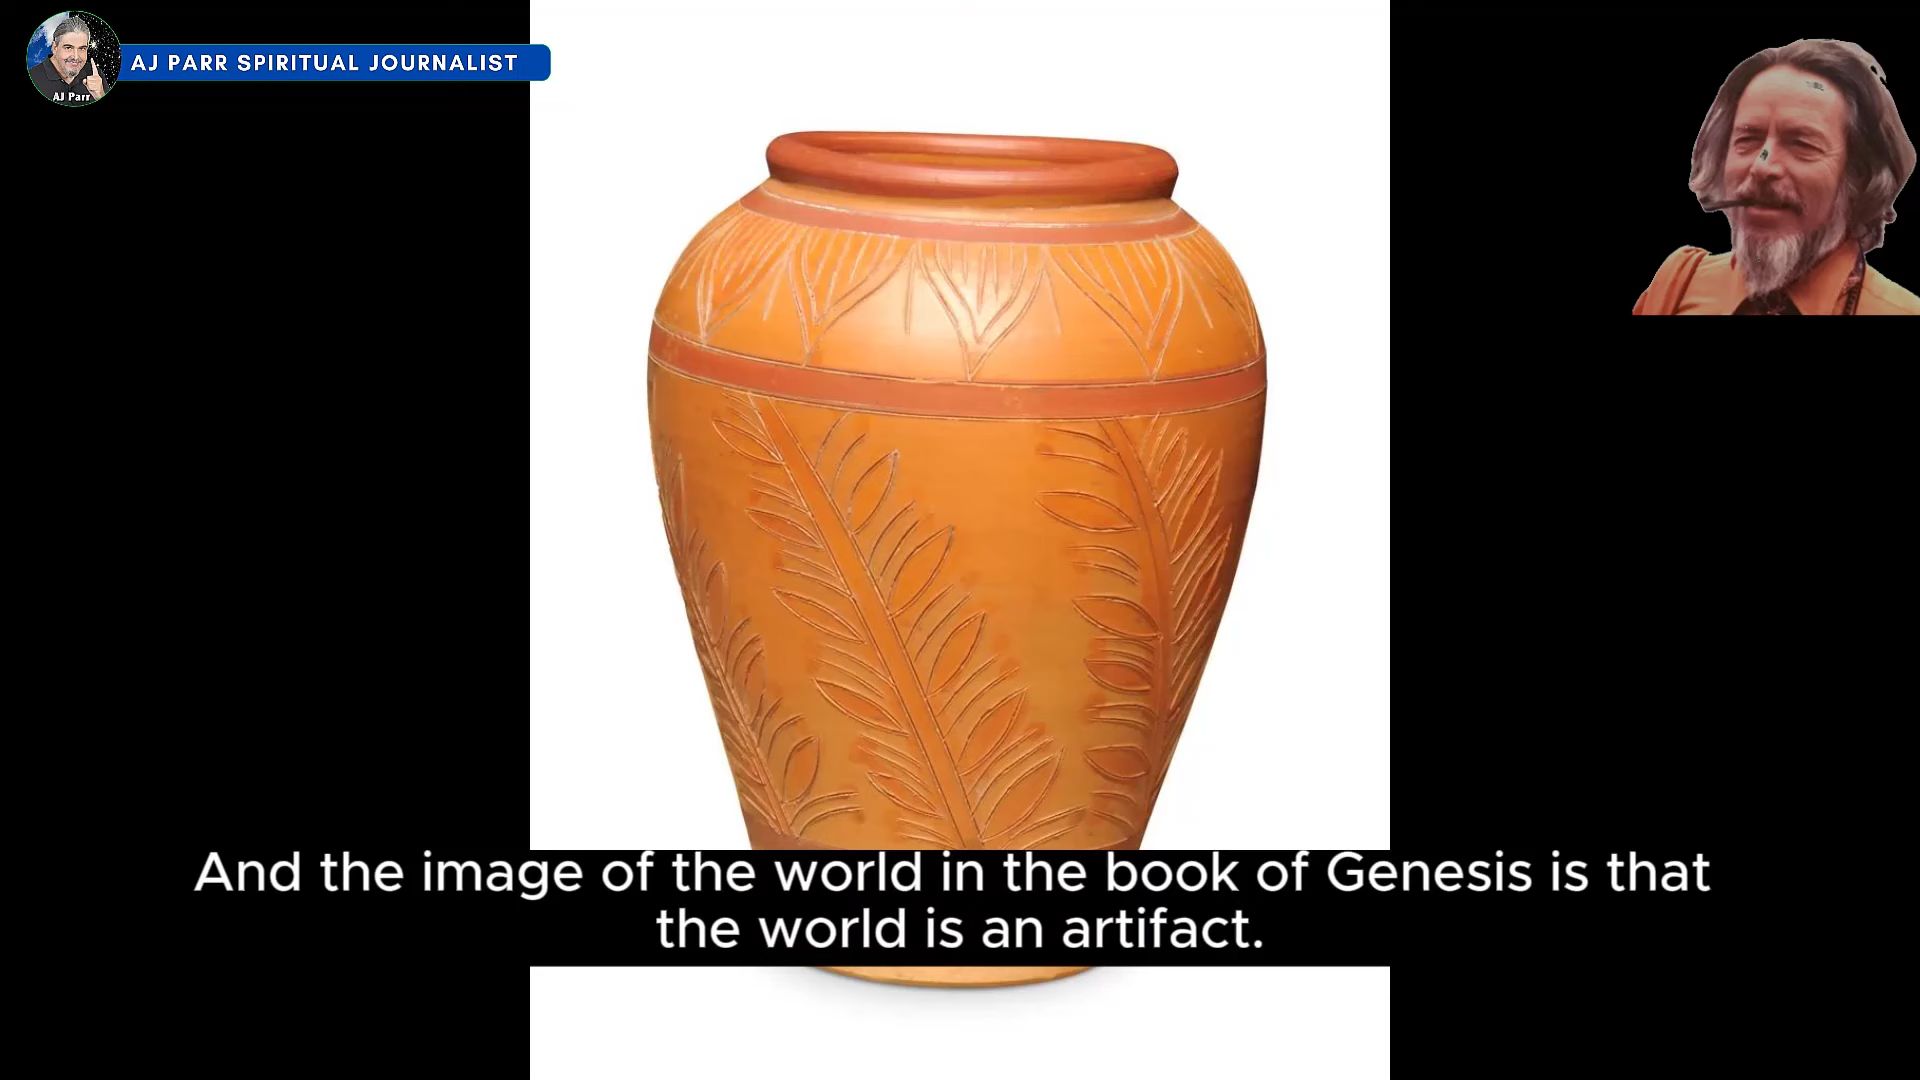 AJ PARR SPIRITUAL JOURNALIST
AJ Parr
And the image of the world in the book of Genesis is that
the world is an artifact.